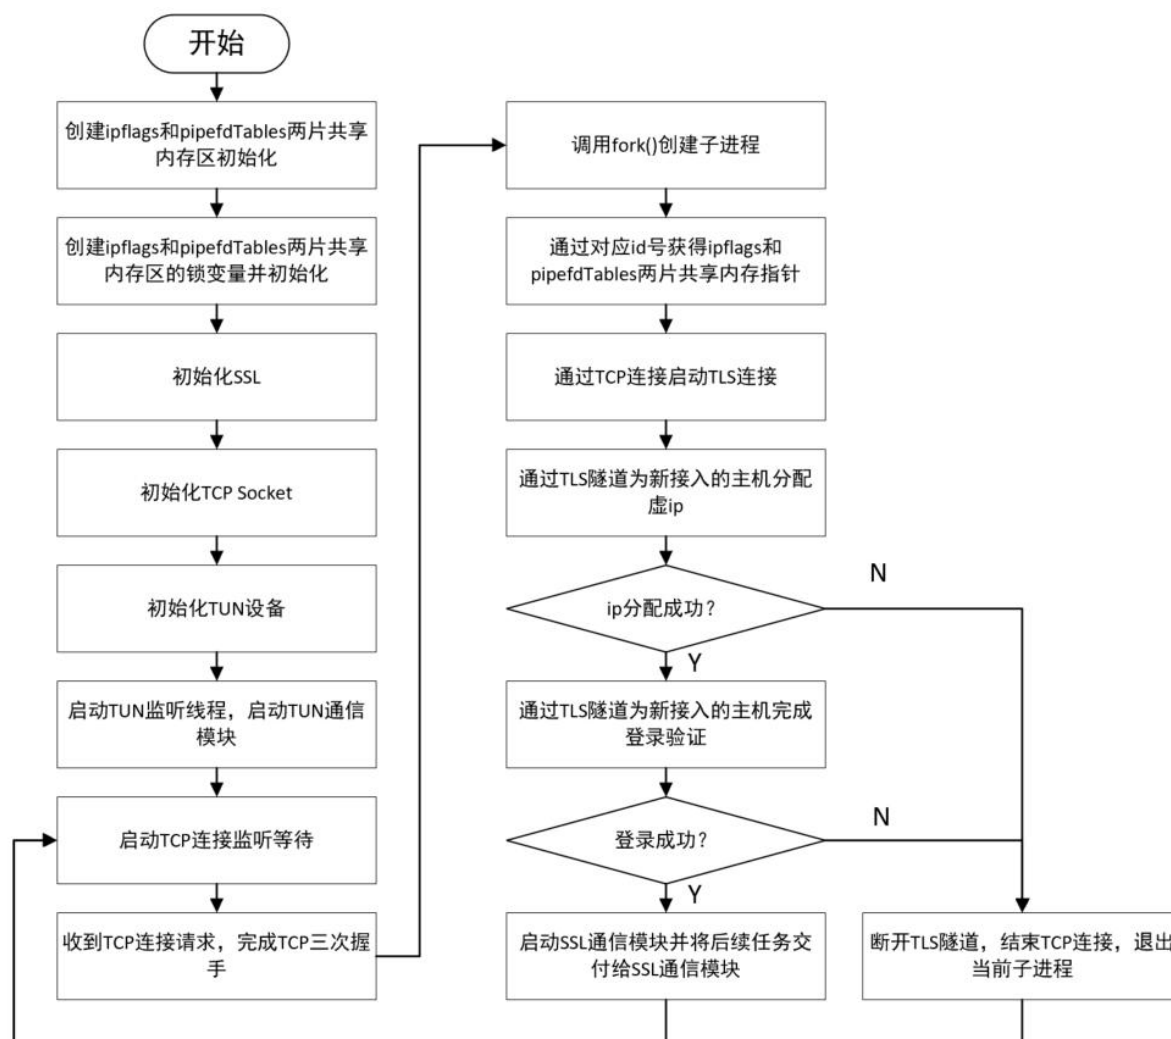 开始
创建ipflags和pipefdTables两片共享
内存区初始化
创建ipflags和pipefdTables两片共享
内存区的锁变量并初始化
初始化SSL
初始化TCP Socket
初始化TUN设备
启动TUN监听线程，启动TUN通信
模块
启动TCP连接监听等待
收到TCP连接请求，完成TCP三次握
手
调用fork()创建子进程
通过对应id号获得ipflags和
pipefdTables两片共享内存指针
通过TCP连接启动TLS连接
通过TLS隧道为新接入的主机分配
虚ip
ip分配成功？
N
Y
通过TLS隧道为新接入的主机完成
登录验证
登录成功？
N
Y
启动SSL通信模块并将后续任务交
付给SSL通信模块
断开TLS隧道，结束TCP连接，退出
当前子进程